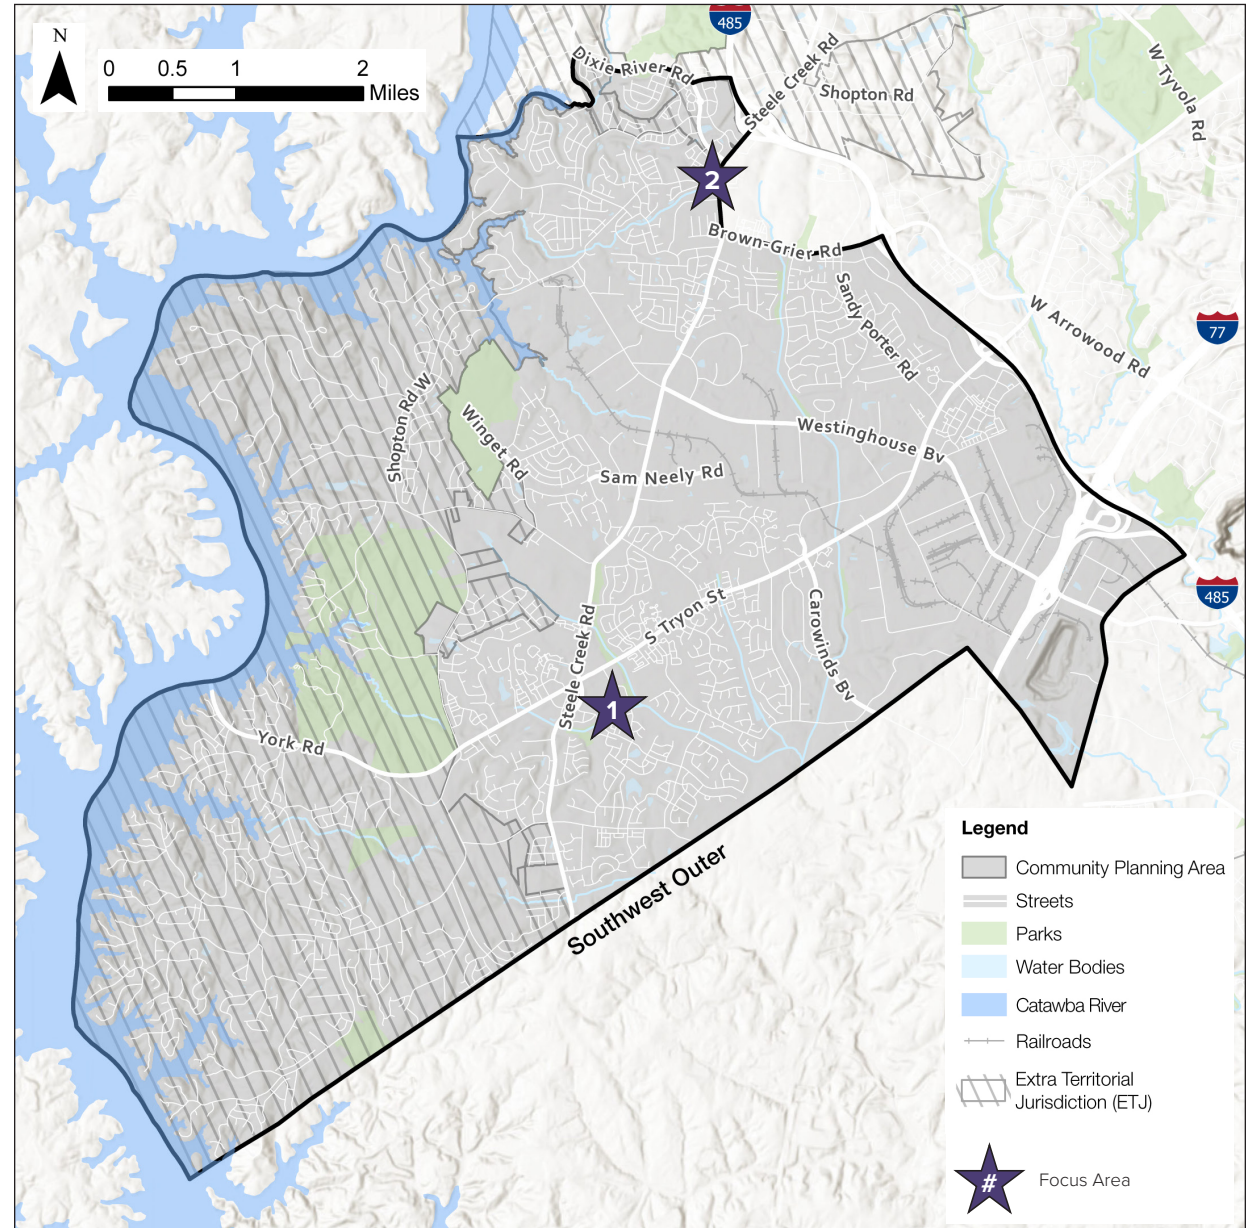 N
0 0.5 1 2
Miles
485
Dixie River Rd
Steele Creek Rd
Shopton Rd
W Tyvola Rd
2
Brown-Grier Rd
Sandy Porter Rd
W Arrowood Rd
77
Shopton Rd W
Winget Rd
Westinghouse Bv
Sam Neely Rd
485
S Tryon St
Carowinds Bv
Steele Creek Rd
1
York Rd
Southwest Outer
Legend
Community Planning Area
Streets
Parks
Water Bodies
Catawba River
Railroads
Extra Territorial
Jurisdiction (ETJ)
#
Focus Area